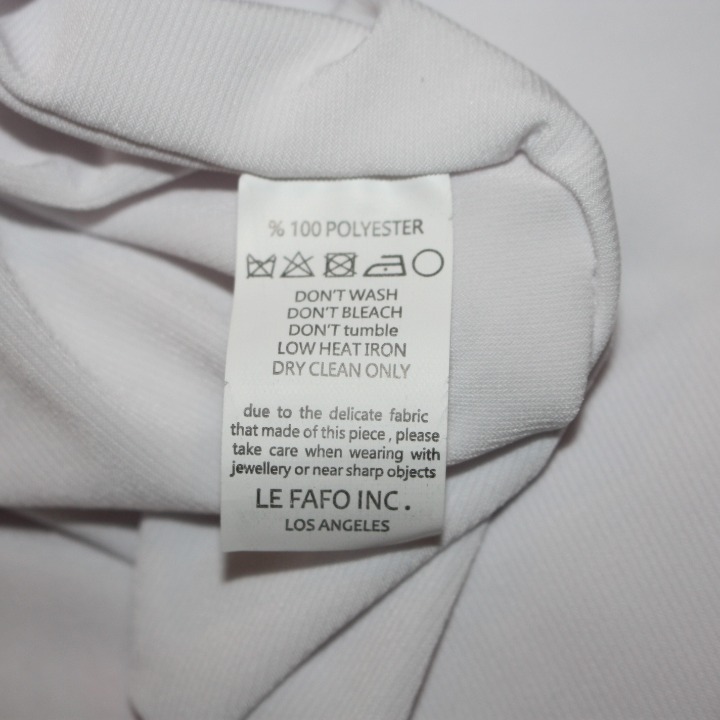 % 100 POLYESTER
DON'T WASH
DON'T BLEACH
DON'T tumble
LOW HEAT IRON
DRY CLEAN ONLY
due to the delicate fabric
that made of this piece , please
take care when wearing with
jewellery or near sharp objects
LE FAFO INC .
LOS ANGELES